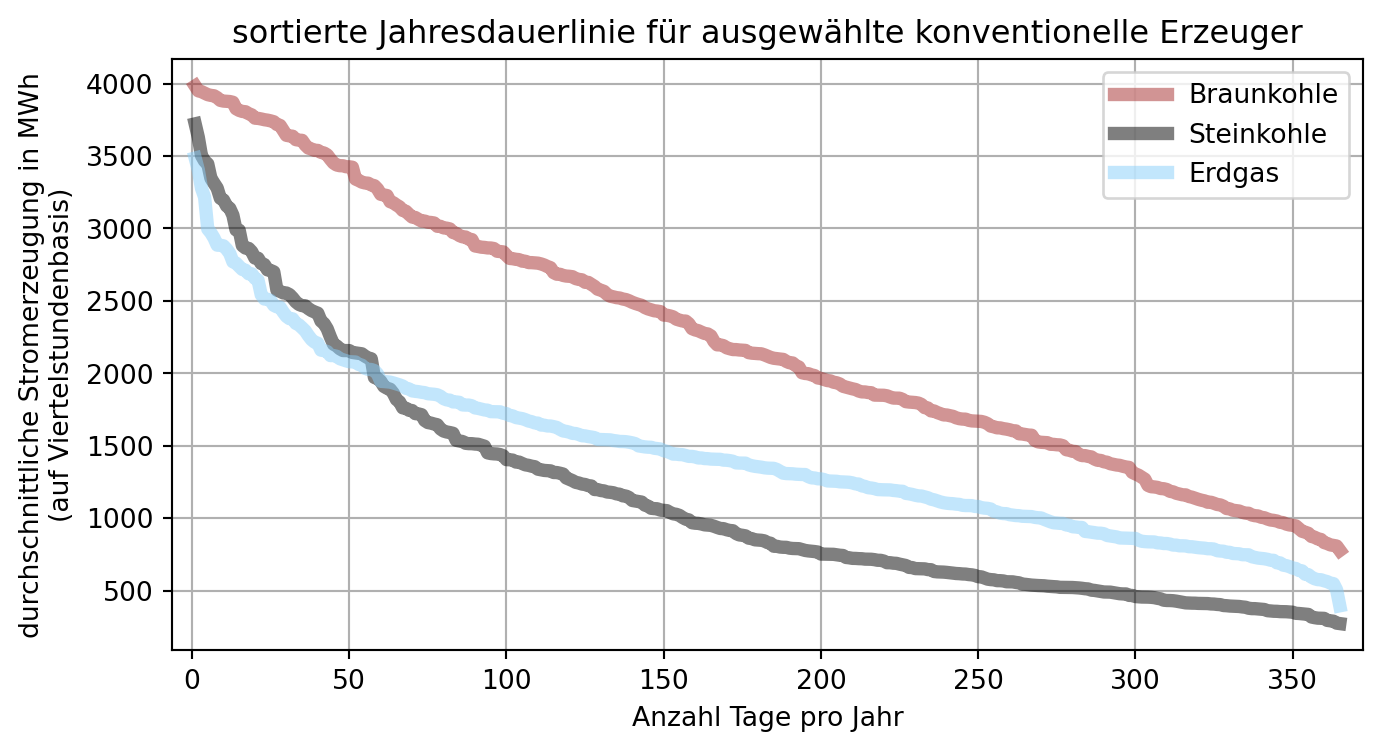 sortierte Jahresdauerlinie für ausgewählte konventionelle Erzeuger
durchschnittliche Stromerzeugung in MWh
(auf Viertelstundenbasis)
4000
3500
3000
2500
2000
1500
1000
500
Braunkohle
Steinkohle
Erdgas
0 50 100 150 200 250 300 350
Anzahl Tage pro Jahr